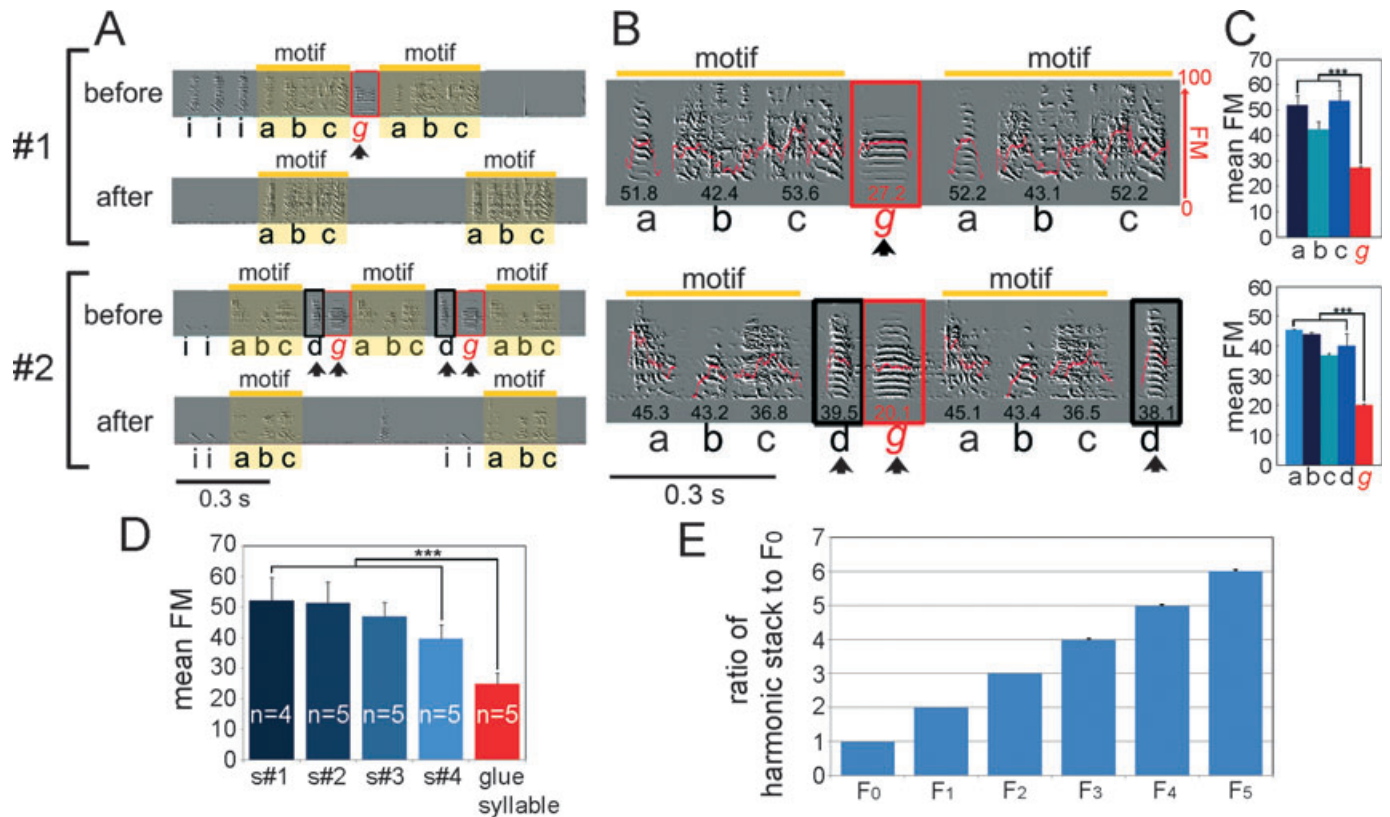 A
#1
before
motif
motif
i i i a b c g a b c
after
motif
motif
a b c a b c
#2
before
motif
motif
motif
i i a b c d g a b c d g a b c
after
motif
motif
i i a b c i i a b c
0.3 s
B
motif
motif
100
FM
0
51.8 42.4 53.6 27.2 52.2 43.1 52.2
a b c g a b c
motif
motif
45.3 43.2 36.8 39.5 20.1 45.1 43.4 36.5 38.1
a b c d g a b c d
0.3 s
C
mean FM
60
50
40
30
20
10
0
***
a b c g
mean FM
60
50
40
30
20
10
0
***
a b c d g
D
mean FM
70
60
50
40
30
20
10
0
***
n=4 n=5 n=5 n=5 n=5
s#1 s#2 s#3 s#4 glue
syllable
E
ratio of
harmonic stack to F0
7
6
5
4
3
2
1
0
F0 F1 F2 F3 F4 F5